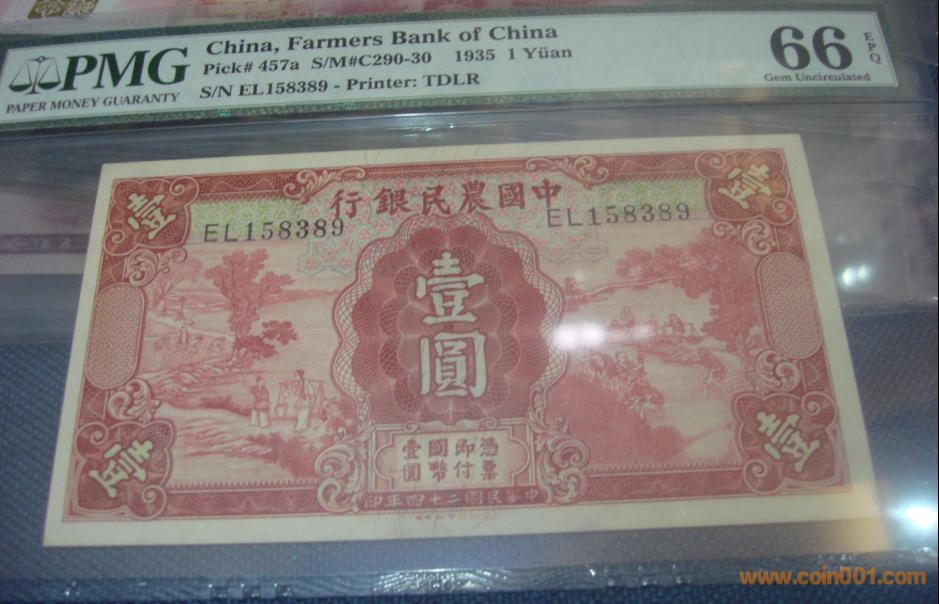 PMG
PAPER MONEY GUARANTY
China, Farmers Bank of China
Pick# 457a S/M#C290-30 1935 1 Yüan
S/N EL158389 - Printer: TDLR
66 EPQ
Gem Uncirculated
行銀民農國中
EL158389
EL158389
壹
壹
壹圓
憑票即付國幣壹圓
壹
壹
印年四十二國民華中
www.coin001.com